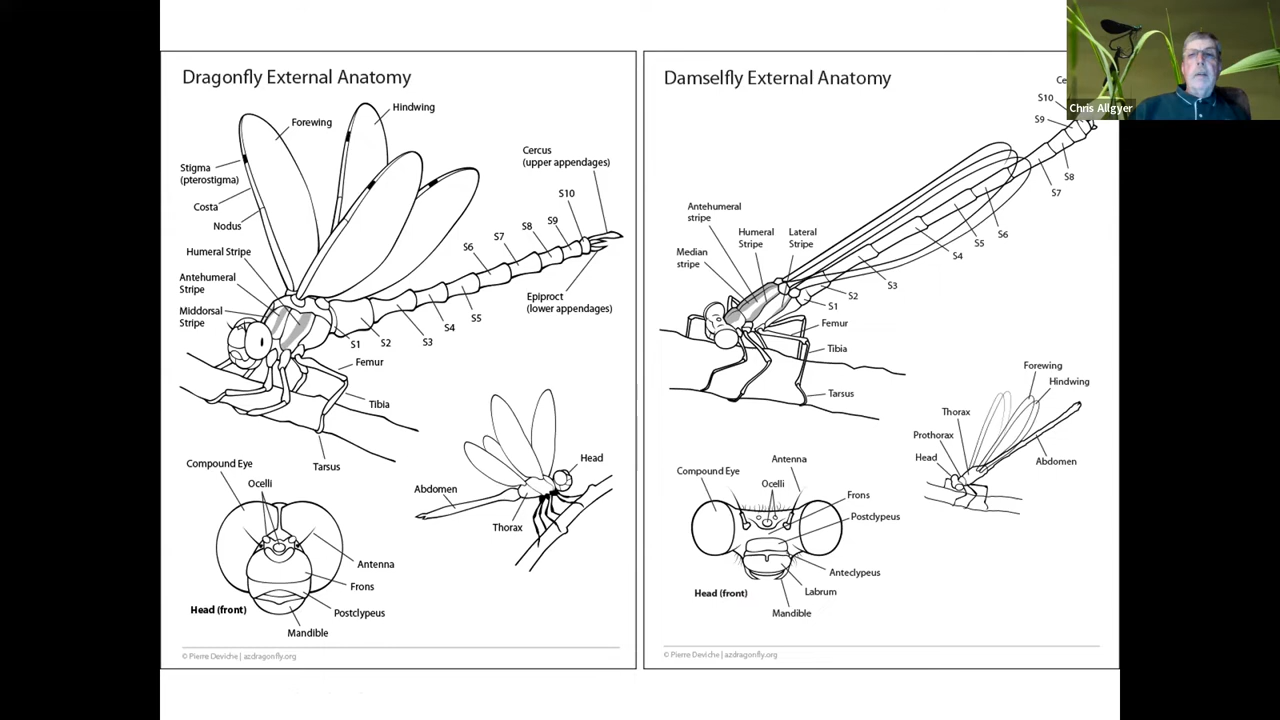 Dragonfly External Anatomy
Hindwing
Forewing
Stigma
(pterostigma)
Costa
Nodus
Cercus
(upper appendages)
S10
S9
S8
S7
S6
Humeral Stripe
Antehumeral
Stripe
Middorsal
Stripe
Epiproct
(lower appendages)
S1
S2
S3
S4
S5
Femur
Tibia
Tarsus
Compound Eye
Ocelli
Antenna
Frons
Postclypeus
Mandible
Head (front)
Head
Abdomen
Thorax
© Pierre Deviche | azdragonfly.org
Damselfly External Anatomy
Ce
S10
S9
S8
S7
S6
S5
S4
S3
S2
S1
Antehumeral
stripe
Humeral
Stripe
Lateral
Stripe
Median
stripe
Femur
Tibia
Tarsus
Forewing
Hindwing
Thorax
Prothorax
Head
Abdomen
Compound Eye
Antenna
Ocelli
Frons
Postclypeus
Anteclypeus
Labrum
Mandible
Head (front)
© Pierre Deviche | azdragonfly.org
Chris Allgyer